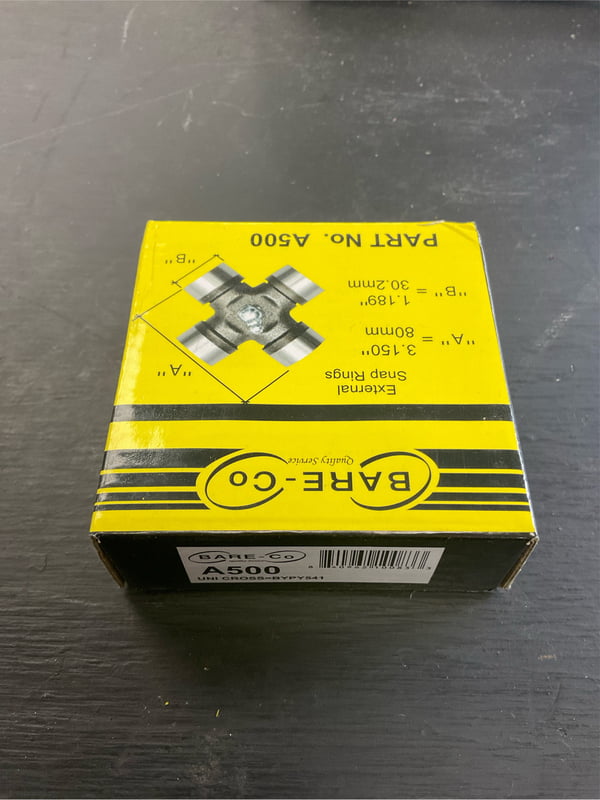 BARE-Co
Quality Service
External
Snap Rings
"A" = 3.150"
80mm
"B" = 1.189"
30.2mm
"A"
"B"
PART No. A500
BARE-Co
A500
UNI CROSS=BYPY541